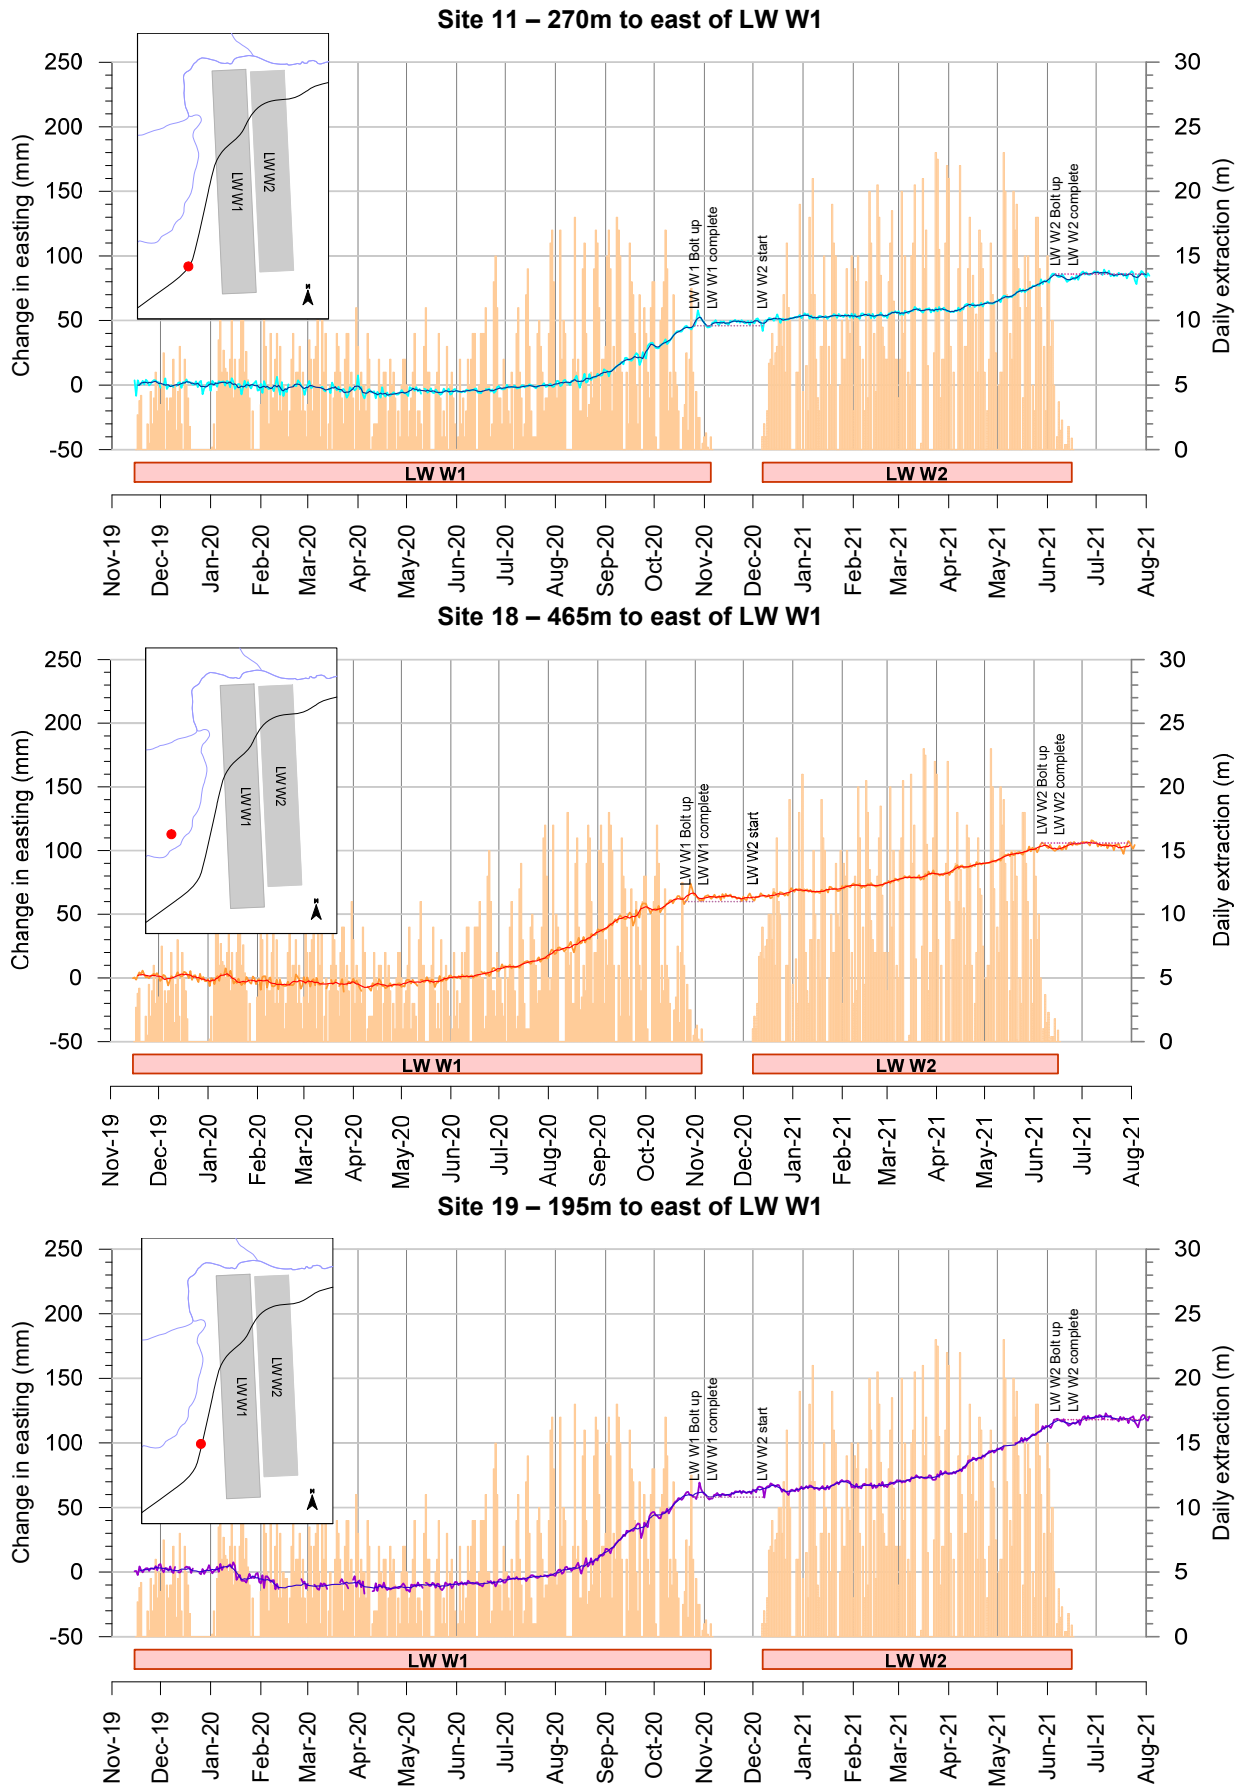 Site 11 – 270m to east of LW W1
Change in easting (mm)
250
200
150
100
50
0
-50
Daily extraction (m)
30
25
20
15
10
5
0
LW W1
LW W2
N
LW W1 Bolt up
LW W1 complete
LW W2 start
LW W2 Bolt up
LW W2 complete
LW W1
LW W2
Nov-19
Dec-19
Jan-20
Feb-20
Mar-20
Apr-20
May-20
Jun-20
Jul-20
Aug-20
Sep-20
Oct-20
Nov-20
Dec-20
Jan-21
Feb-21
Mar-21
Apr-21
May-21
Jun-21
Jul-21
Aug-21
Site 18 – 465m to east of LW W1
Change in easting (mm)
250
200
150
100
50
0
-50
Daily extraction (m)
30
25
20
15
10
5
0
LW W1
LW W2
N
LW W1 Bolt up
LW W1 complete
LW W2 start
LW W2 Bolt up
LW W2 complete
LW W1
LW W2
Nov-19
Dec-19
Jan-20
Feb-20
Mar-20
Apr-20
May-20
Jun-20
Jul-20
Aug-20
Sep-20
Oct-20
Nov-20
Dec-20
Jan-21
Feb-21
Mar-21
Apr-21
May-21
Jun-21
Jul-21
Aug-21
Site 19 – 195m to east of LW W1
Change in easting (mm)
250
200
150
100
50
0
-50
Daily extraction (m)
30
25
20
15
10
5
0
LW W1
LW W2
N
LW W1 Bolt up
LW W1 complete
LW W2 start
LW W2 Bolt up
LW W2 complete
LW W1
LW W2
Nov-19
Dec-19
Jan-20
Feb-20
Mar-20
Apr-20
May-20
Jun-20
Jul-20
Aug-20
Sep-20
Oct-20
Nov-20
Dec-20
Jan-21
Feb-21
Mar-21
Apr-21
May-21
Jun-21
Jul-21
Aug-21